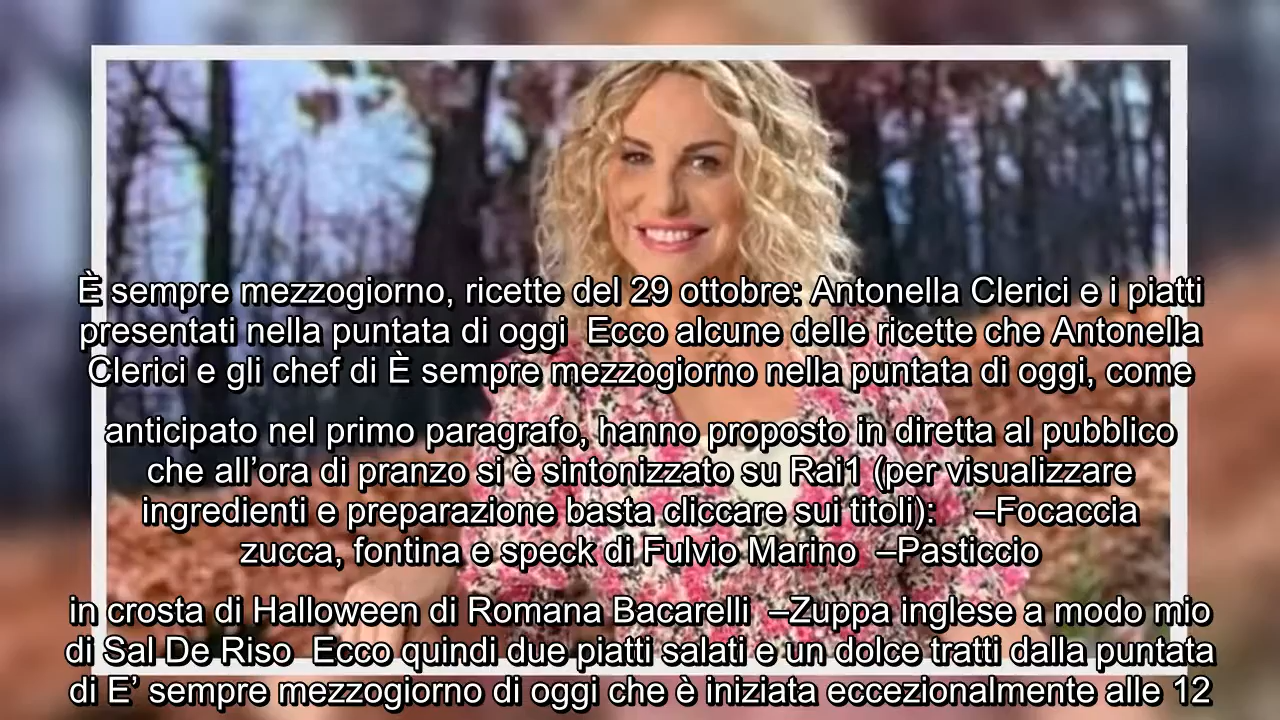 È sempre mezzogiorno, ricette del 29 ottobre: Antonella Clerici e i piatti
presentati nella puntata di oggi  Ecco alcune delle ricette che Antonella
Clerici e gli chef di È sempre mezzogiorno nella puntata di oggi, come
anticipato nel primo paragrafo, hanno proposto in diretta al pubblico
che all’ora di pranzo si è sintonizzato su Rai1 (per visualizzare
ingredienti e preparazione basta cliccare sui titoli):    –Focaccia
zucca, fontina e speck di Fulvio Marino  –Pasticcio
in crosta di Halloween di Romana Bacarelli  –Zuppa inglese a modo mio
di Sal De Riso  Ecco quindi due piatti salati e un dolce tratti dalla puntata
di E’ sempre mezzogiorno di oggi che è iniziata eccezionalmente alle 12